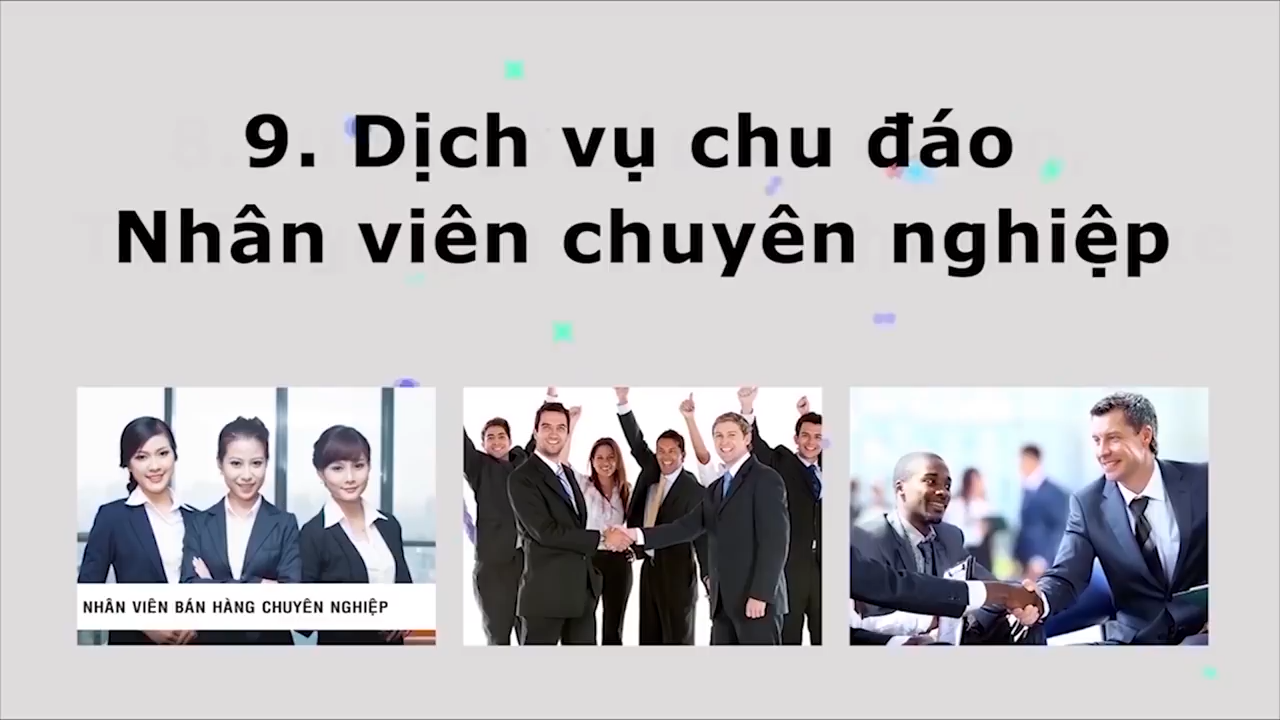 9. Dịch vụ chu đáo
Nhân viên chuyên nghiệp
NHÂN VIÊN BÁN HÀNG CHUYÊN NGHIỆP